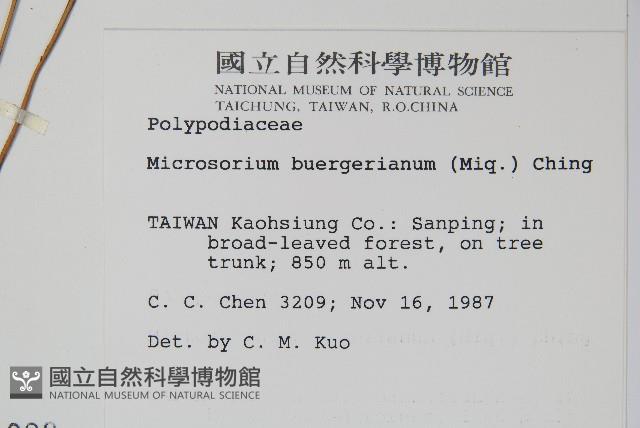 國立自然科學博物館
NATIONAL MUSEUM OF NATURAL SCIENCE
TAICHUNG, TAIWAN, R.O.CHINA
Polypodiaceae
Microsorium buergerianum (Miq.) Ching
TAIWAN Kaohsiung Co.: Sanping; in
broad-leaved forest, on tree
trunk; 850 m alt.
C. C. Chen 3209; Nov 16, 1987
Det. by C. M. Kuo
國立自然科學博物館
NATIONAL MUSEUM OF NATURAL SCIENCE